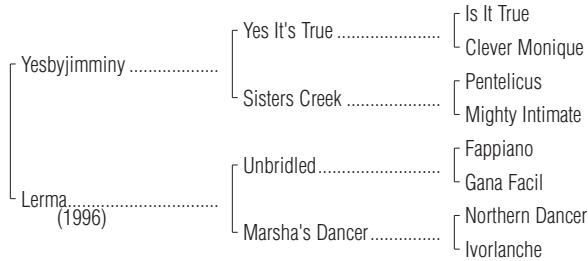 Is It True
Yes It's True ..................
Clever Monique
Yesbyjimminy ..................
Pentelicus
Sisters Creek ..................
Mighty Intimate
Fappiano
Unbridled..................
Gana Facil
Lerma..............................
(1996)
Northern Dancer
Marsha's Dancer..............
Ivorlanche